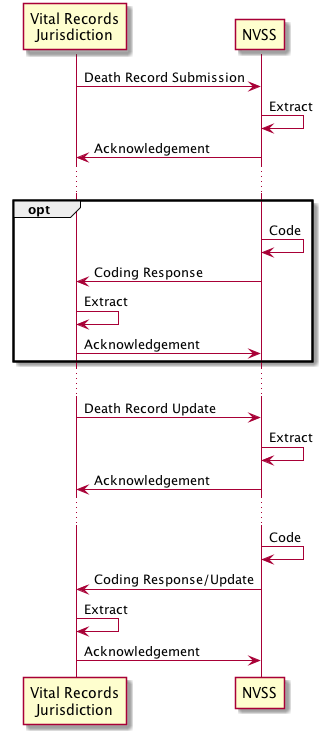 Vital Records
Jurisdiction
NVSS
Death Record Submission
Extract
Acknowledgement
opt
Code
Coding Response
Extract
Acknowledgement
Death Record Update
Extract
Acknowledgement
Code
Coding Response/Update
Extract
Acknowledgement
Vital Records
Jurisdiction
NVSS